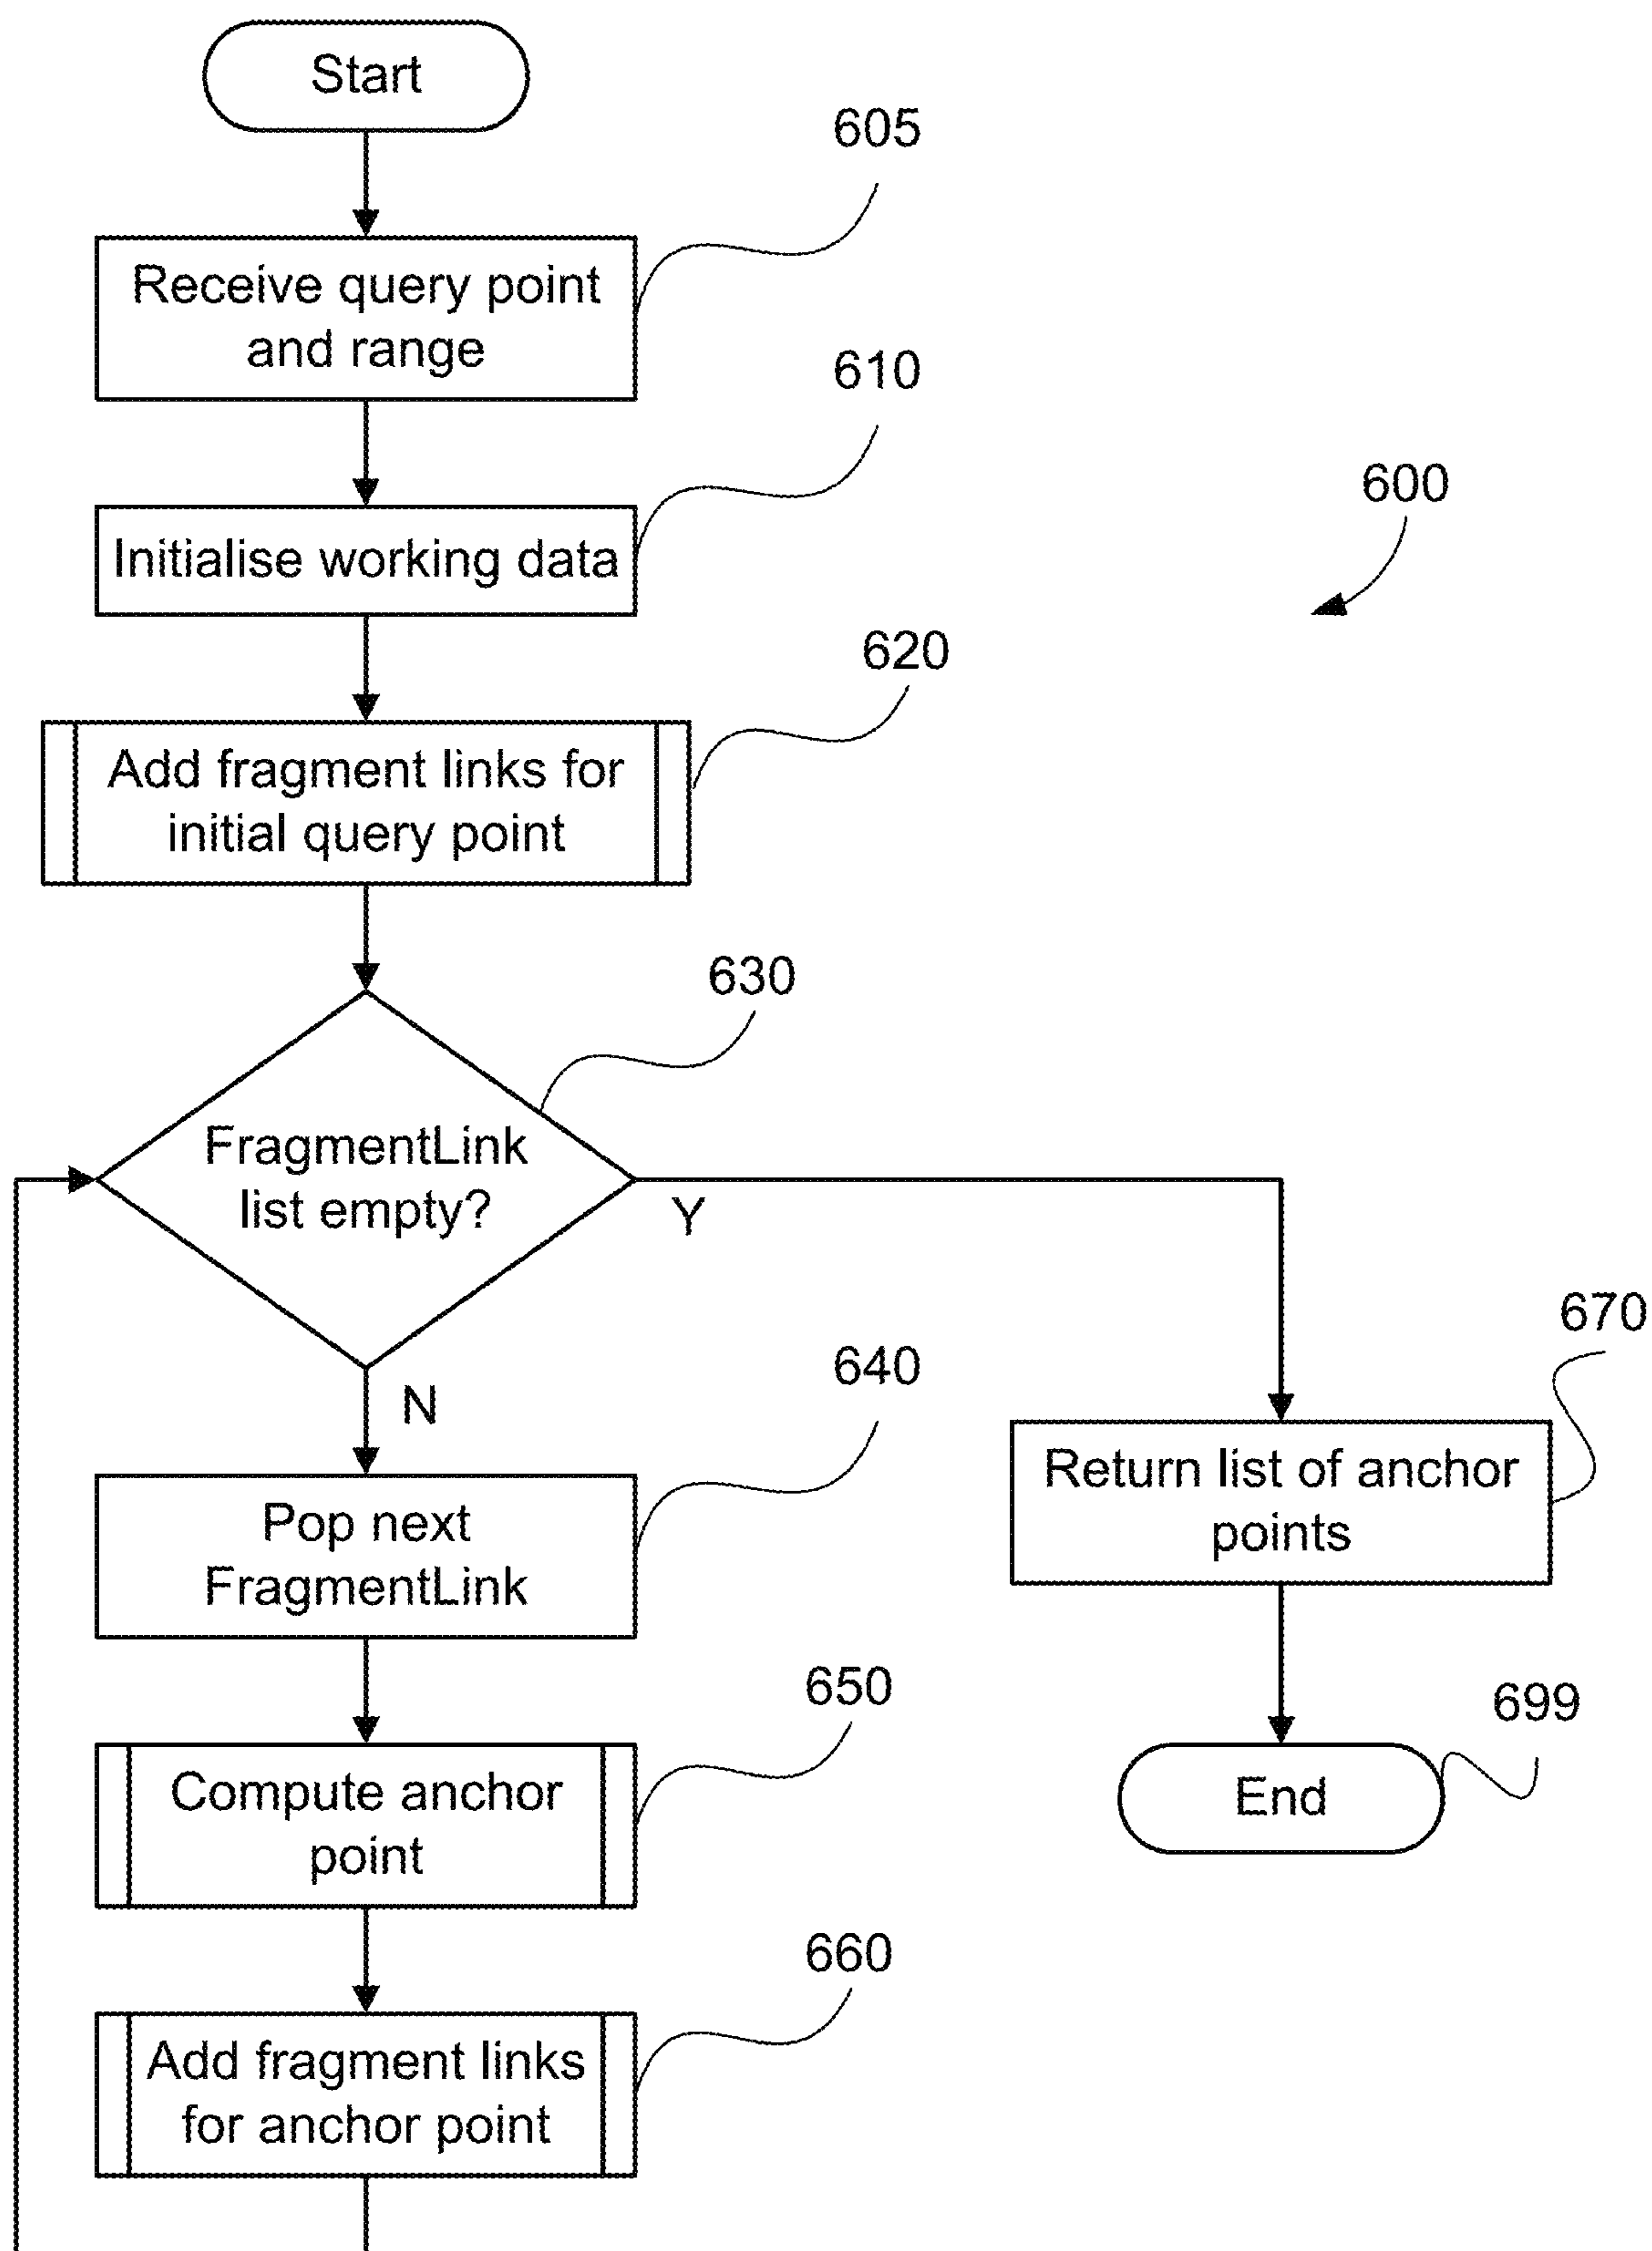 Start
605
Receive query point
and range
610
Initialise working data
600
620
Add fragment links for
initial query point
630
FragmentLink
list empty?
Y
N
640
Pop next
FragmentLink
670
Return list of anchor
points
650
Compute anchor
point
699
End
660
Add fragment links
for anchor point